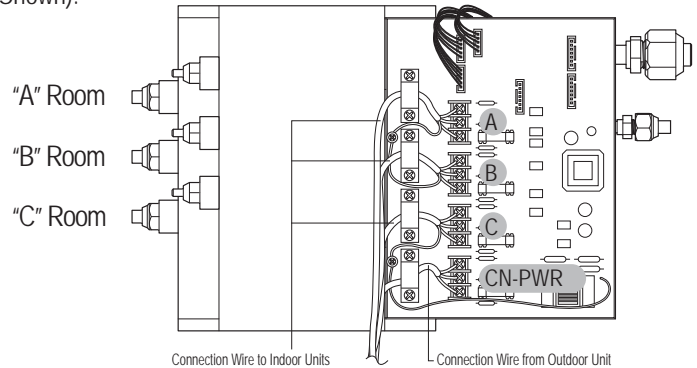 Shown).
"A" Room
"B" Room
"C" Room
A
B
C
CN-PWR
Connection Wire to Indoor Units
Connection Wire from Outdoor Unit